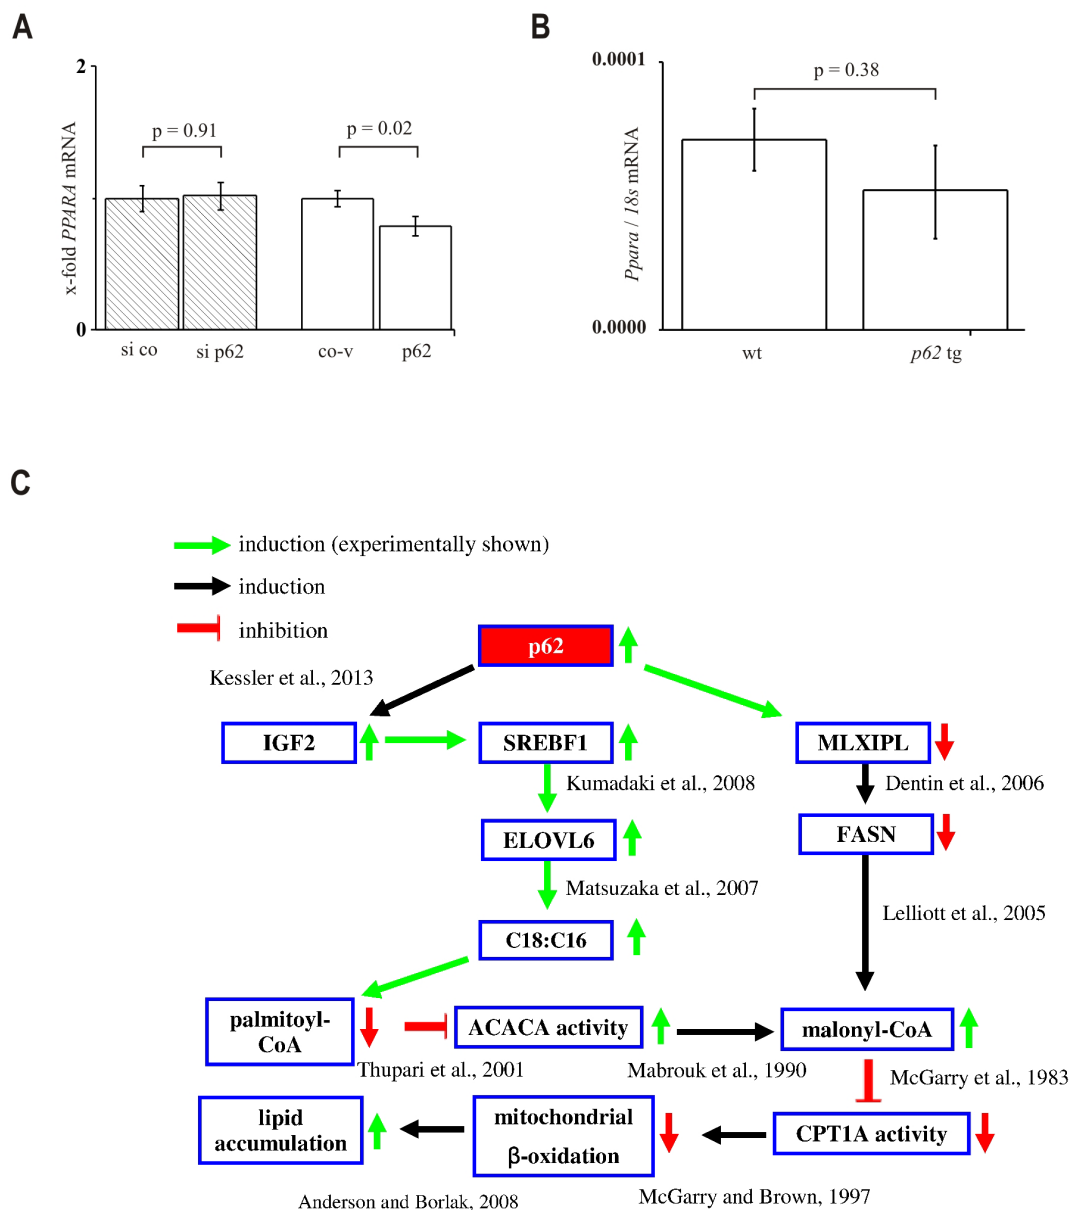 A
2
0
x-fold PPARA mRNA
p = 0.91
p = 0.02
si co
si p62
co-v
p62
B
0.0001
0.0000
Ppara / 18s mRNA
p = 0.38
wt
p62 tg
C
induction (experimentally shown)
induction
inhibition
p62
Kessler et al., 2013
IGF2
SREBF1
MLXIPL
Kumadaki et al., 2008
Dentin et al., 2006
ELOVL6
FASN
Matsuzaka et al., 2007
Lelliott et al., 2005
C18:C16
palmitoyl-
CoA
ACACA activity
malonyl-CoA
Thupari et al., 2001
Mabrouk et al., 1990
McGarry et al., 1983
lipid
accumulation
mitochondrial
β-oxidation
CPT1A activity
Anderson and Borlak, 2008
McGarry and Brown, 1997